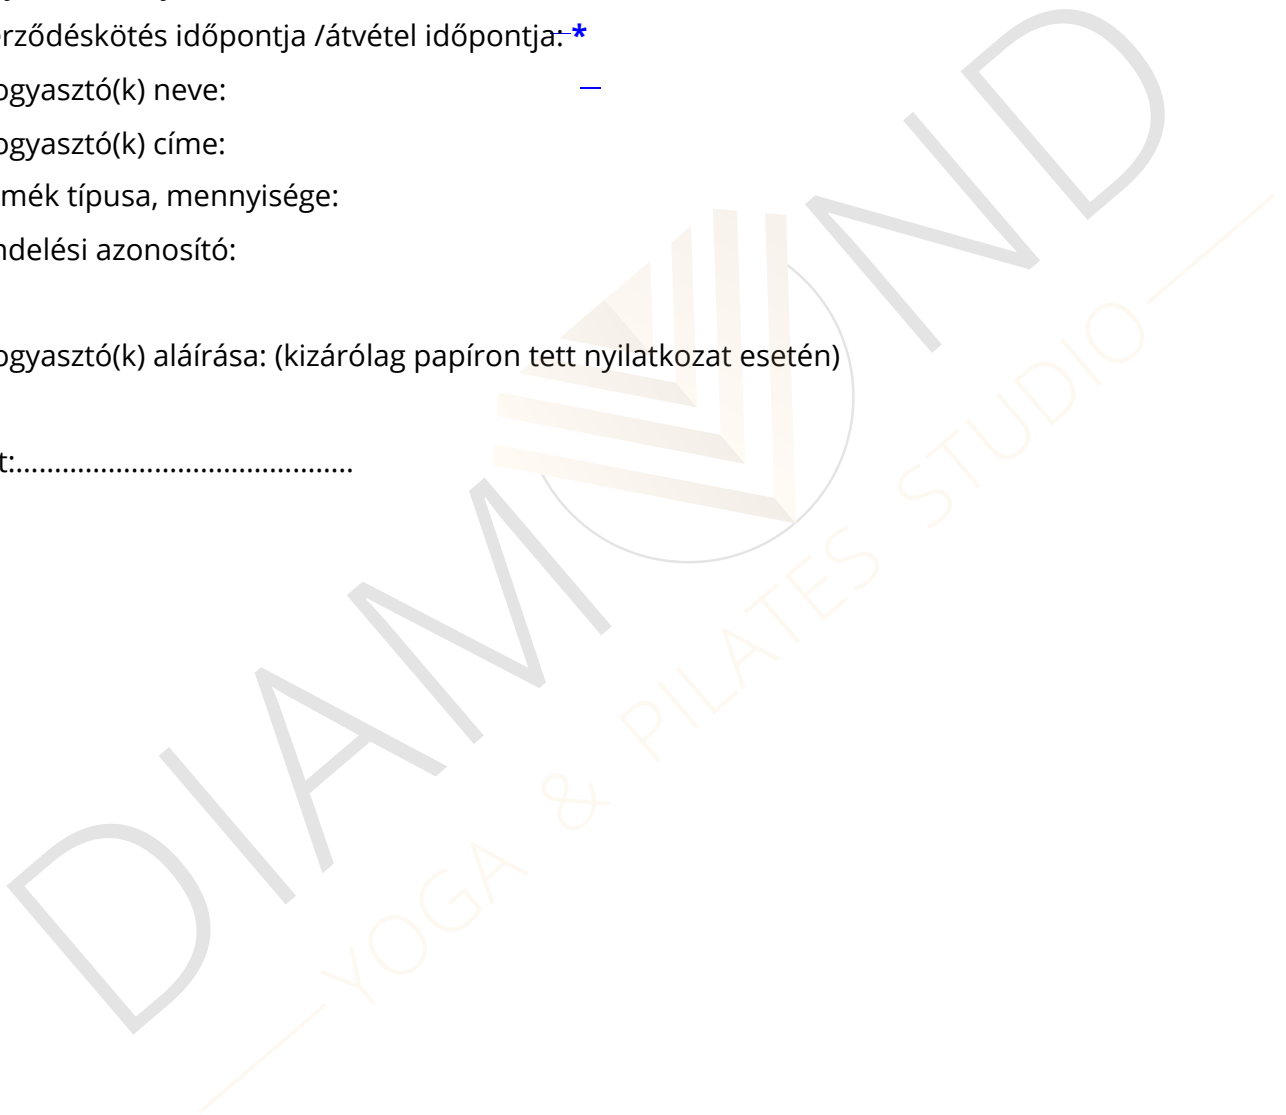 erződéskötés időpontja /átvétel időpontja: *
ogyasztó(k) neve:
ogyasztó(k) címe:
mék típusa, mennyisége:
ndelési azonosító:
ogyasztó(k) aláírása: (kizárólag papíron tett nyilatkozat esetén)
t:...........................................
DIAMOND
YOGA & PILATES STUDIO